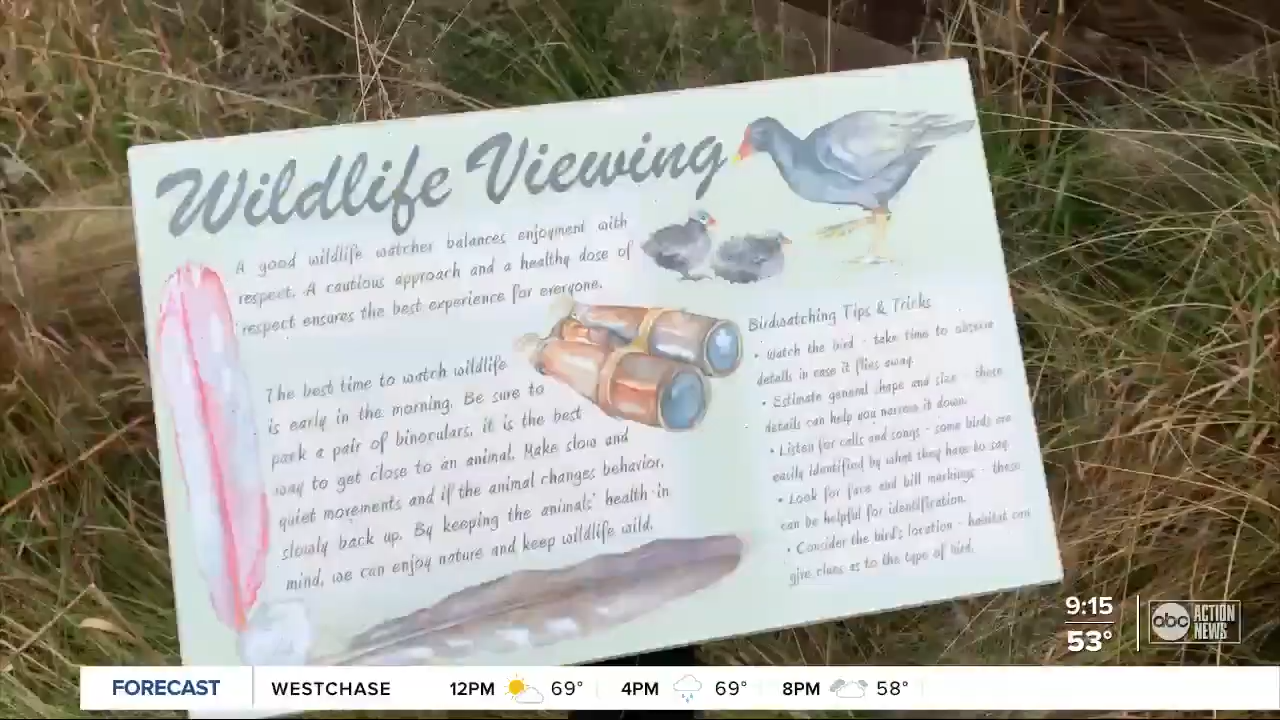 Wildlife Viewing
A good wildlife watcher balances enjoyment with
respect. A cautious approach and a healthy dose of
respect ensures the best experience for everyone.
The best time to watch wildlife
is early in the morning. Be sure to
pack a pair of binoculars, it is the best
way to get close to an animal. Make slow and
quiet movements and if the animal changes behavior,
slowly back up. By keeping the animals' health in
mind, we can enjoy nature and keep wildlife wild.
Birdwatching Tips & Tricks
• Watch the bird - take time to observe
details in case it flies away.
• Estimate general shape and size - these
details can help you narrow it down.
• Listen for calls and songs - some birds are
easily identified by what they have to say.
• Look for face and bill markings - these
can be helpful for identification.
• Consider the bird's location - habitat can
give clues as to the type of bird.
9:15
53°
abc ACTION NEWS
FORECAST WESTCHASE 12PM 69° 4PM 69° 8PM 58°